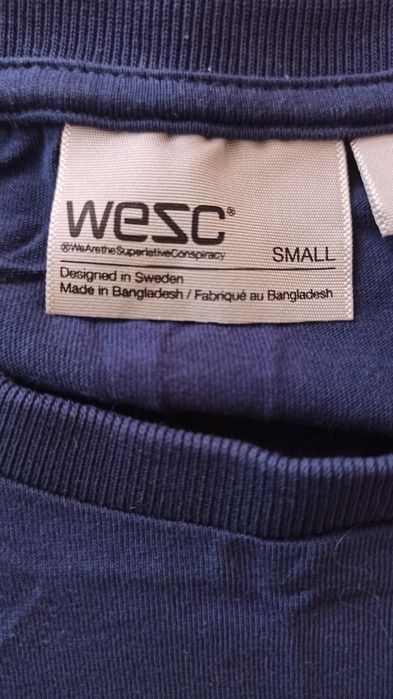 wesc®
®WeAretheSuperlativeConspiracy
SMALL
Designed in Sweden
Made in Bangladesh / Fabriqué au Bangladesh